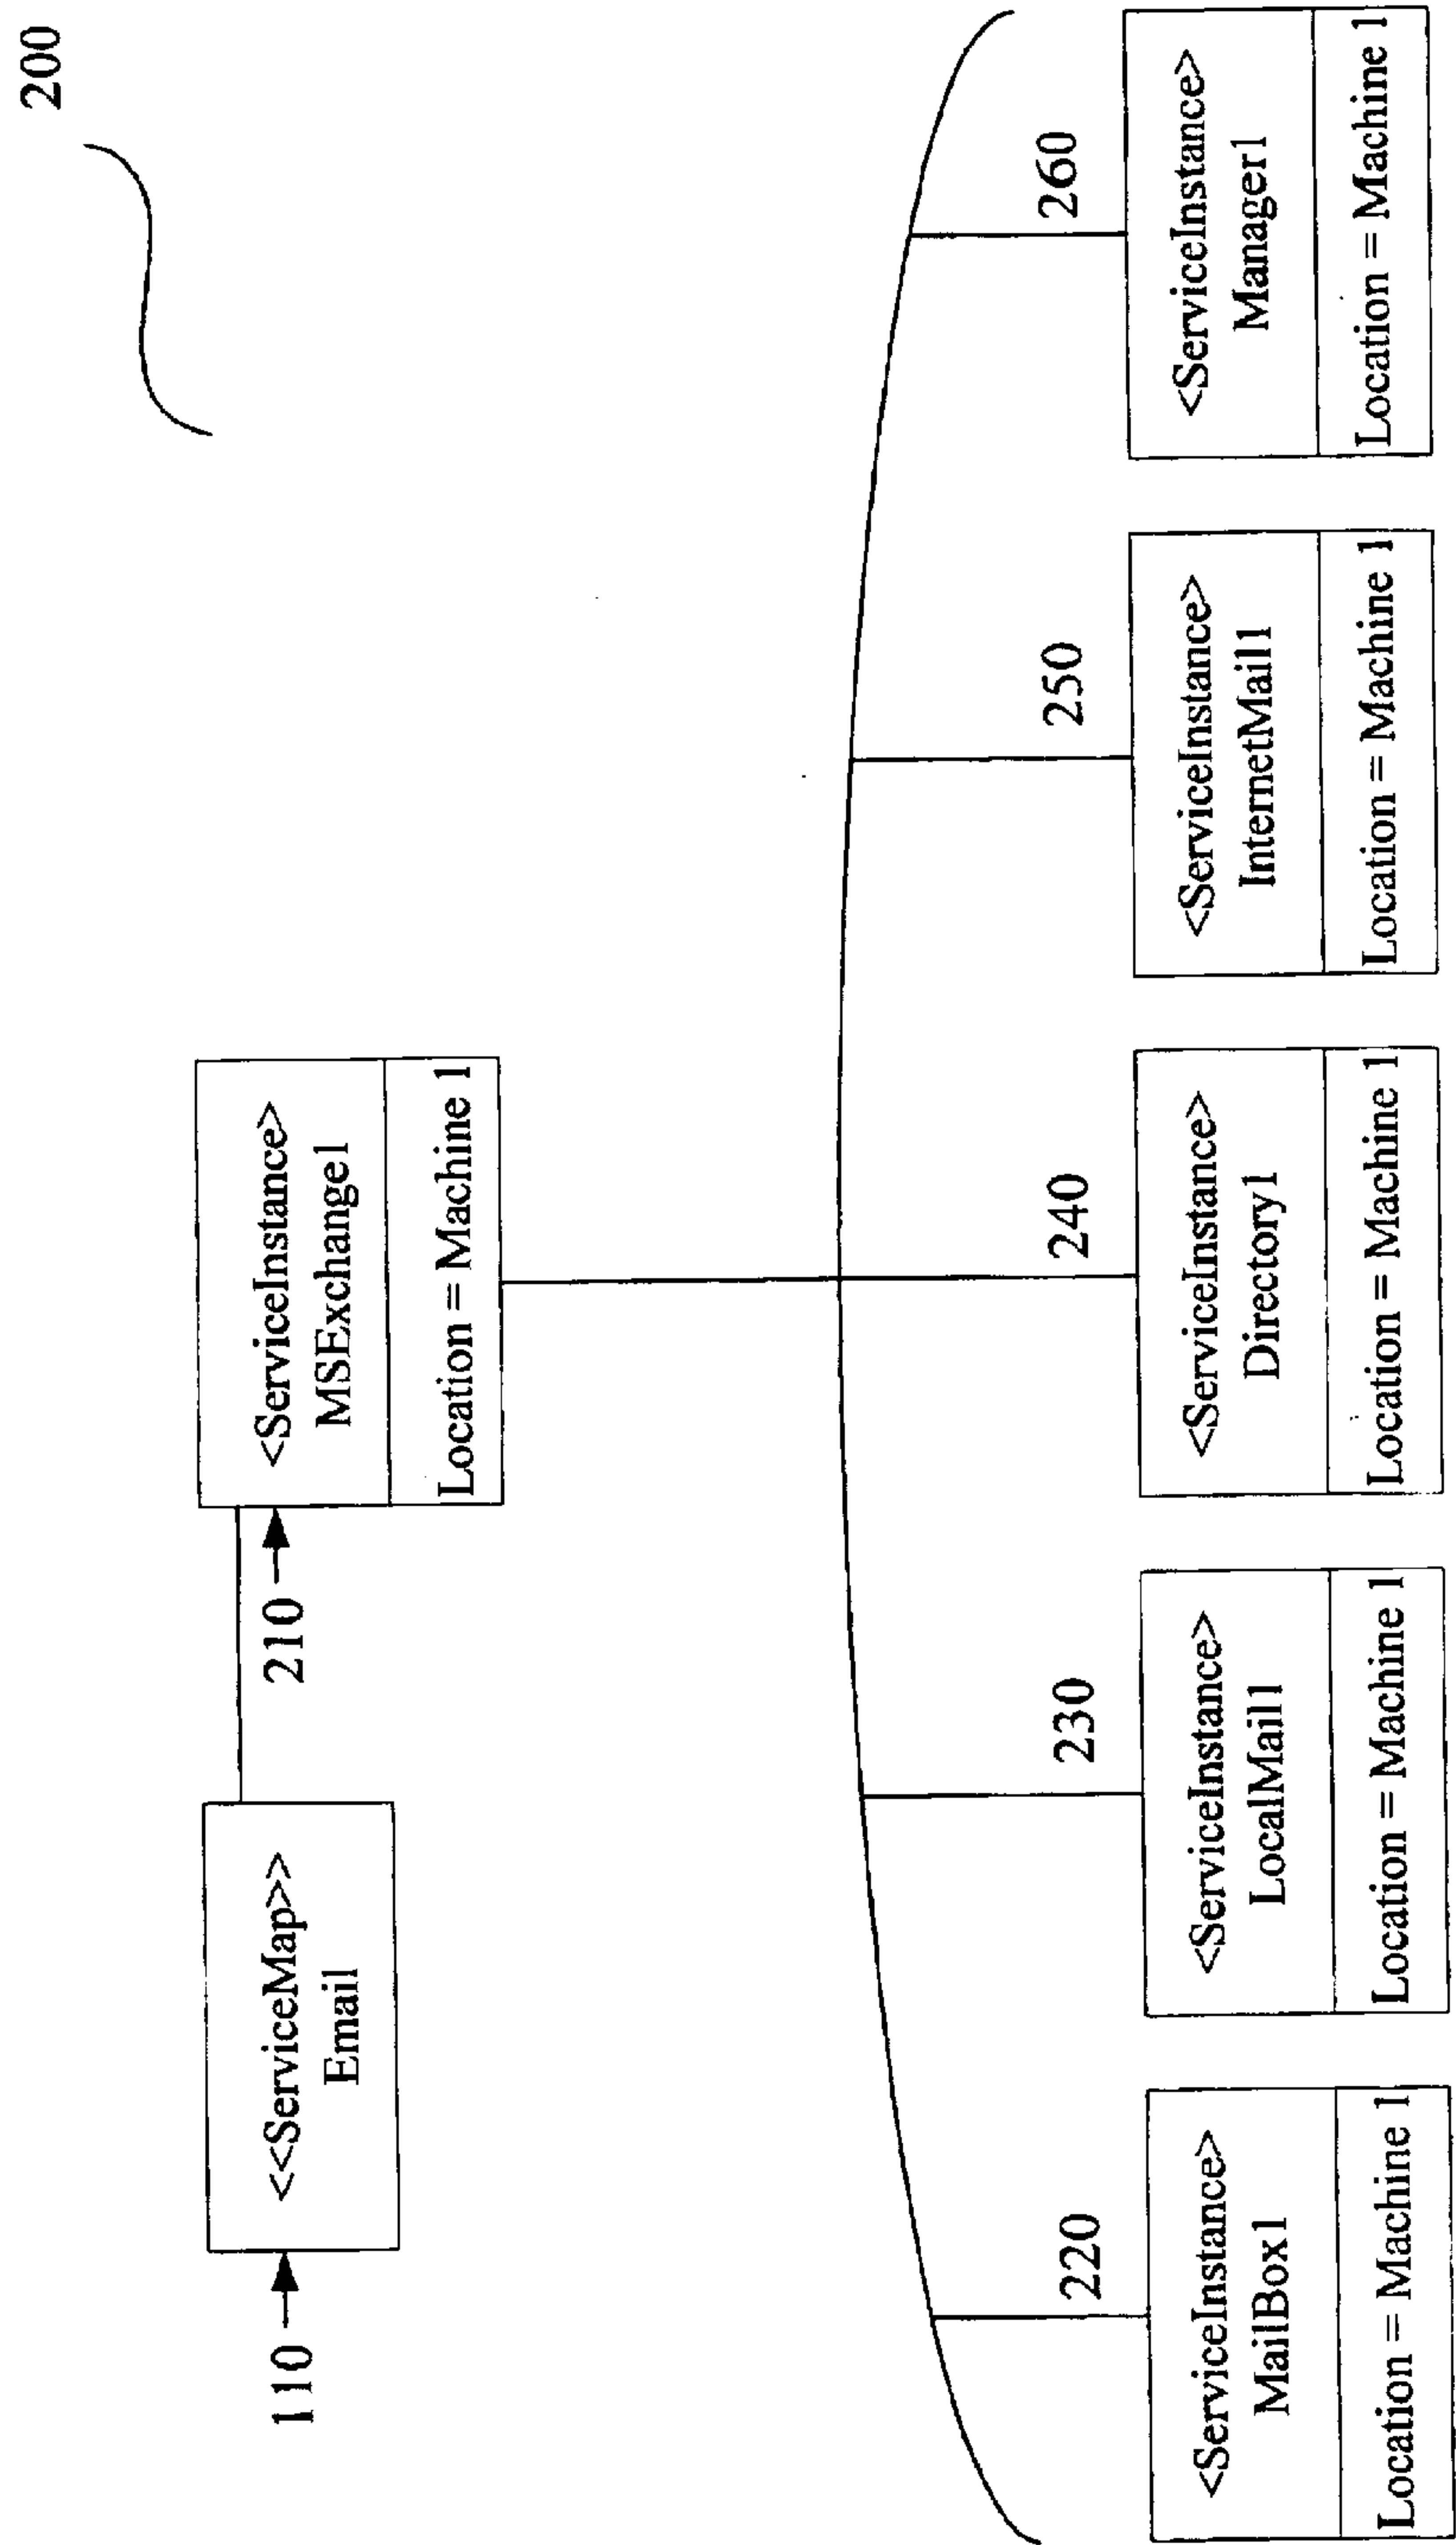 200
110
<<ServiceMap>>
Email
210
<ServiceInstance>
MSExchange1
Location = Machine 1
220
<ServiceInstance>
MailBox1
Location = Machine 1
230
<ServiceInstance>
LocalMail1
Location = Machine 1
240
<ServiceInstance>
Directory1
Location = Machine 1
250
<ServiceInstance>
InternetMail1
Location = Machine 1
260
<ServiceInstance>
Manager1
Location = Machine 1